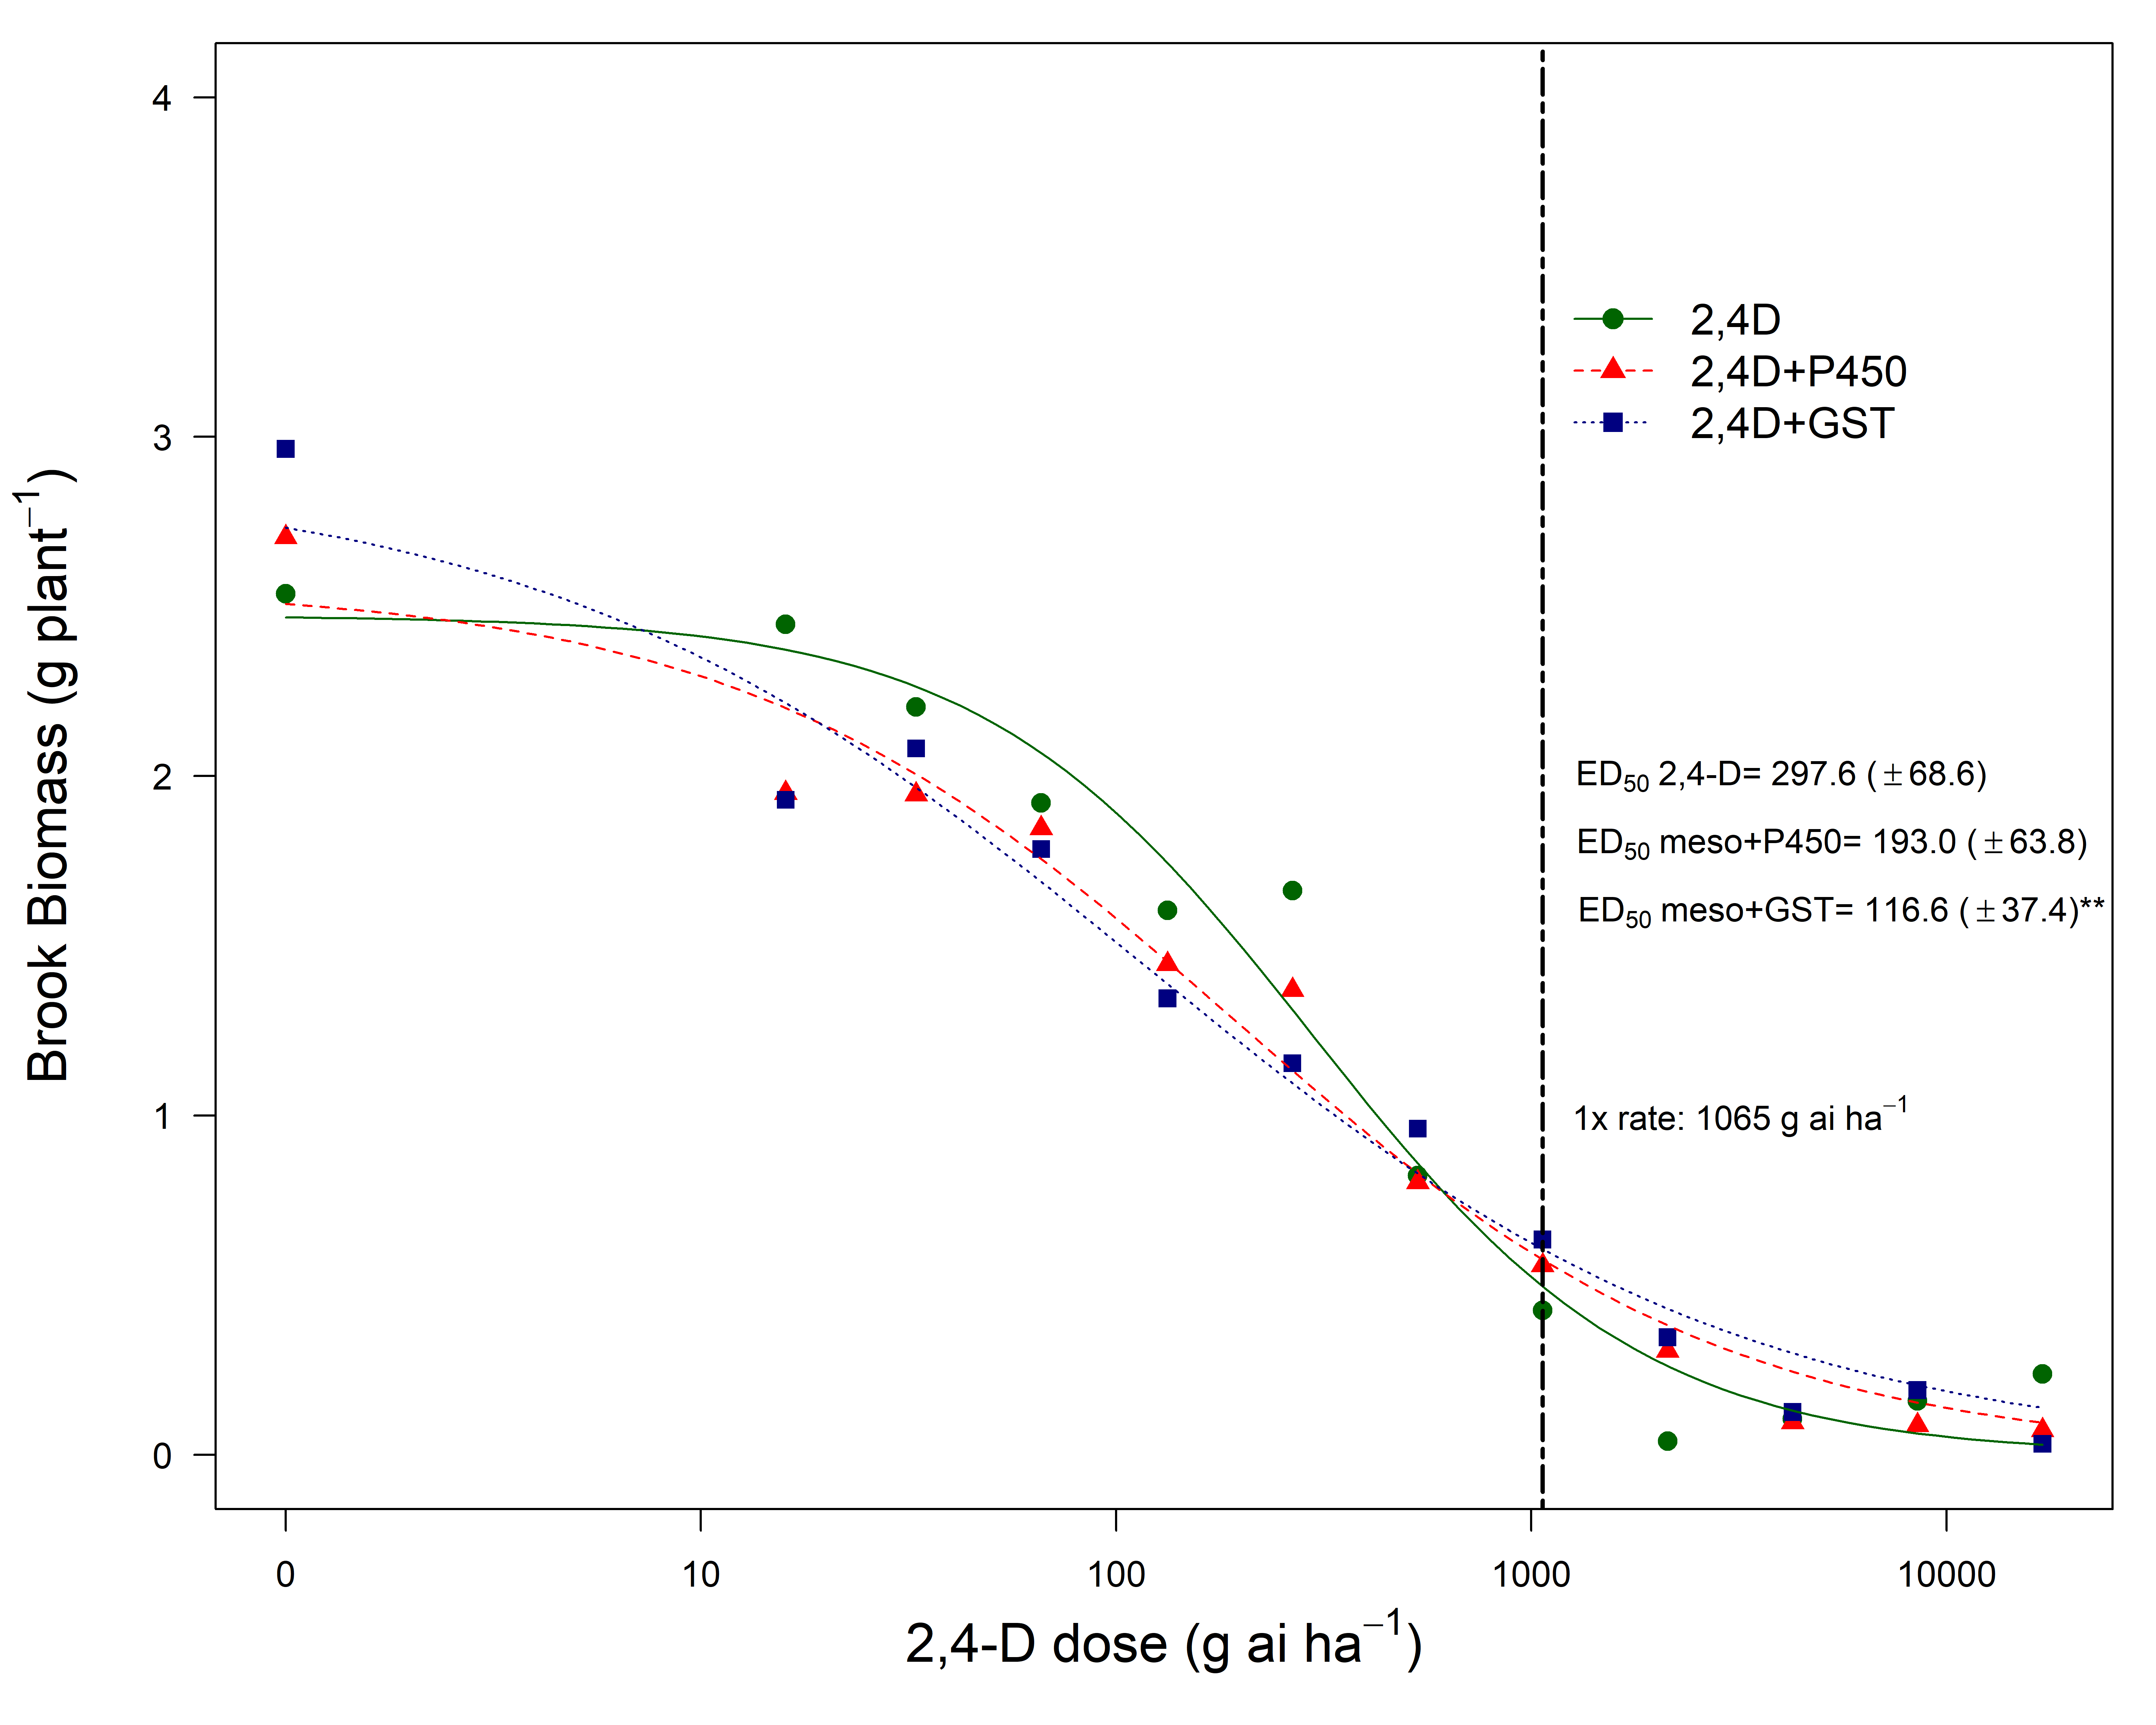 Brook Biomass (g plant⁻¹)
4
3
2
1
0
2,4D
2,4D+P450
2,4D+GST
ED₅₀ 2,4-D= 297.6 (±68.6)
ED₅₀ meso+P450= 193.0 (±63.8)
ED₅₀ meso+GST= 116.6 (±37.4)**
1x rate: 1065 g ai ha⁻¹
0 10 100 1000 10000
2,4-D dose (g ai ha⁻¹)